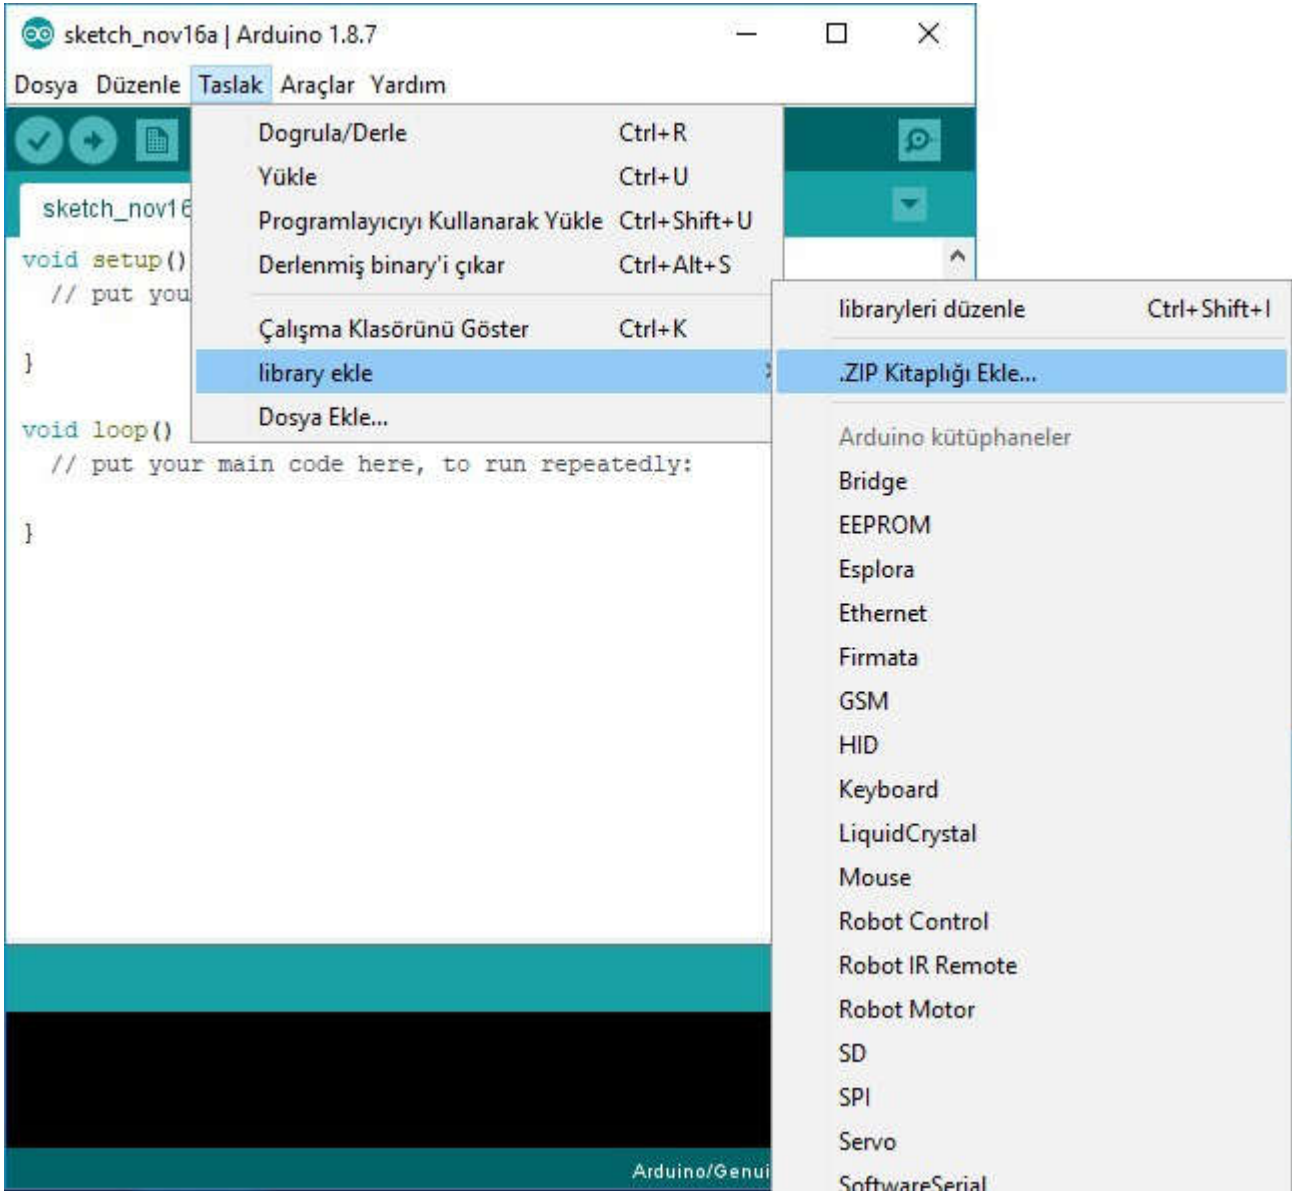 sketch_nov16a | Arduino 1.8.7
Dosya Düzenle Taslak Araçlar Yardım
Dogrula/Derle Ctrl+R
Yükle Ctrl+U
Programlayıcıyı Kullanarak Yükle Ctrl+Shift+U
Derlenmiş binary'i çıkar Ctrl+Alt+S
Çalışma Klasörünü Göster Ctrl+K
library ekle
Dosya Ekle...
sketch_nov16
void setup()
// put you
}
void loop()
// put your main code here, to run repeatedly:
}
libraryleri düzenle Ctrl+Shift+I
.ZIP Kitaplığı Ekle...
Arduino kütüphaneler
Bridge
EEPROM
Esplora
Ethernet
Firmata
GSM
HID
Keyboard
LiquidCrystal
Mouse
Robot Control
Robot IR Remote
Robot Motor
SD
SPI
Servo
SoftwareSerial
Arduino/Genui